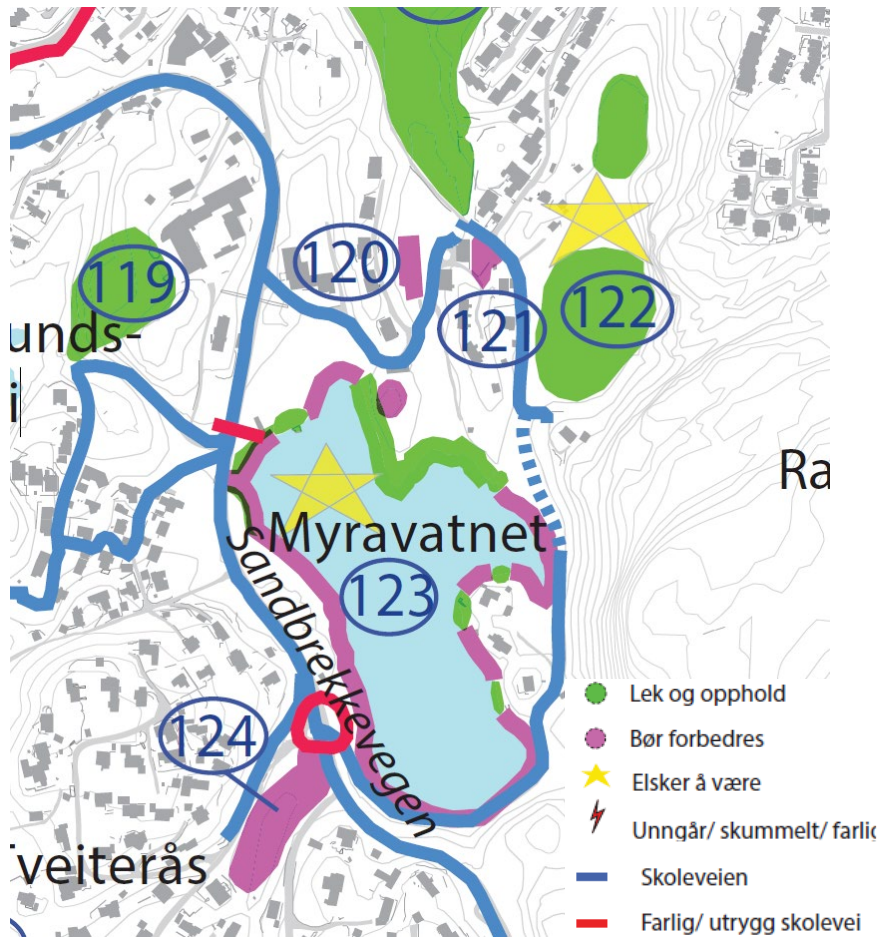 119
120
121
122
unds-
i
Ra
Myravatnet
123
Sandbrekkevegen
124
Tveiterås
Lek og opphold
Bør forbedres
Elsker å være
Unngår/ skummelt/ farlig
Skoleveien
Farlig/ utrygg skolevei